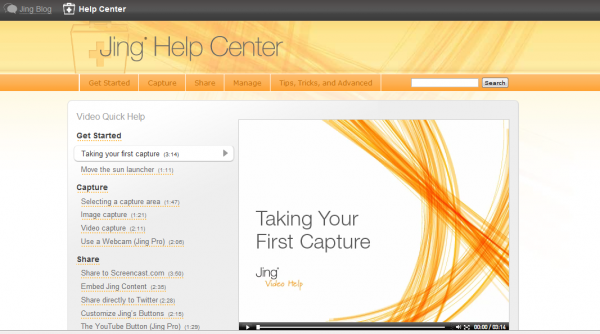 Jing Blog Help Center
Jing® Help Center
Get Started Capture Share Manage Tips, Tricks, and Advanced Search
Video Quick Help
Get Started
Taking your first capture (3:14)
Move the sun launcher (1:11)
Capture
Selecting a capture area (1:47)
Image capture (1:21)
Video capture (2:11)
Use a Webcam (Jing Pro) (2:06)
Share
Share to Screencast.com (3:50)
Embed Jing Content (2:35)
Share directly to Twitter (2:28)
Customize Jing's Buttons (2:15)
The YouTube Button (Jing Pro) (1:29)
Taking Your
First Capture
Jing®
Video Help
00:00 / 03:14